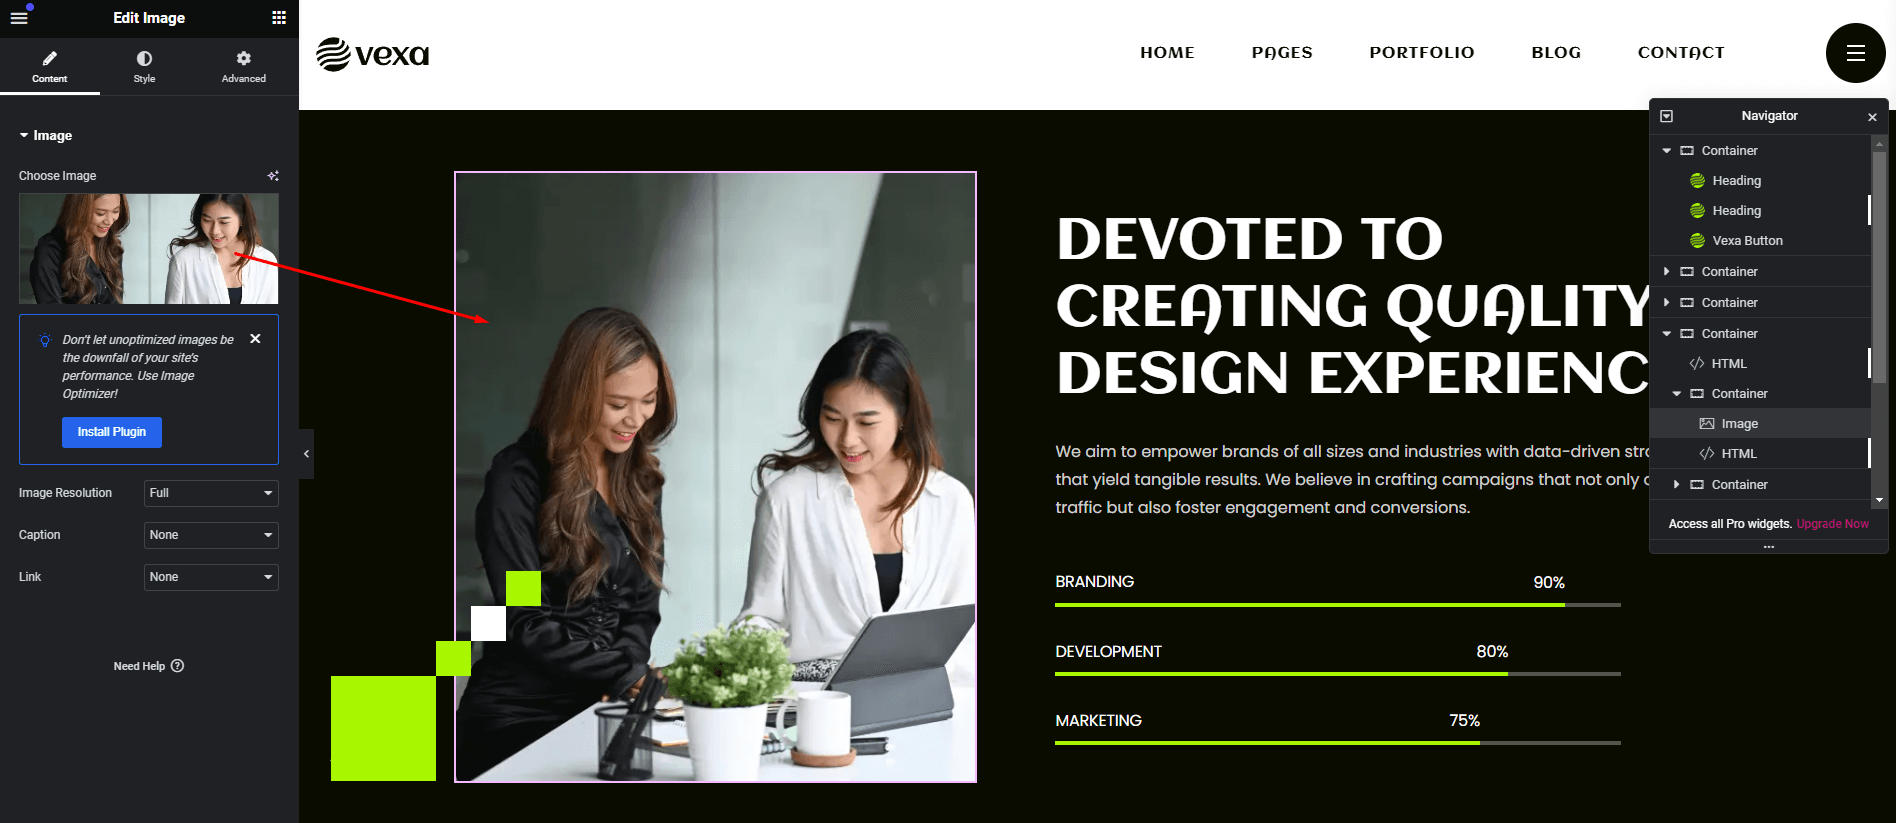 Edit Image
Content
Style
Advanced
Image
Choose Image
Don't let unoptimized images be
the downfall of your site's
performance. Use Image
Optimizer!
Install Plugin
Image Resolution
Full
Caption
None
Link
None
Need Help
vexa
HOME
PAGES
PORTFOLIO
BLOG
CONTACT
DEVOTED TO
CREATING QUALITY
DESIGN EXPERIENC
We aim to empower brands of all sizes and industries with data-driven stra
that yield tangible results. We believe in crafting campaigns that not only
traffic but also foster engagement and conversions.
BRANDING
90%
DEVELOPMENT
80%
MARKETING
75%
Navigator
Container
Heading
Heading
Vexa Button
Container
Container
Container
HTML
Container
Image
HTML
Container
Access all Pro widgets. Upgrade Now